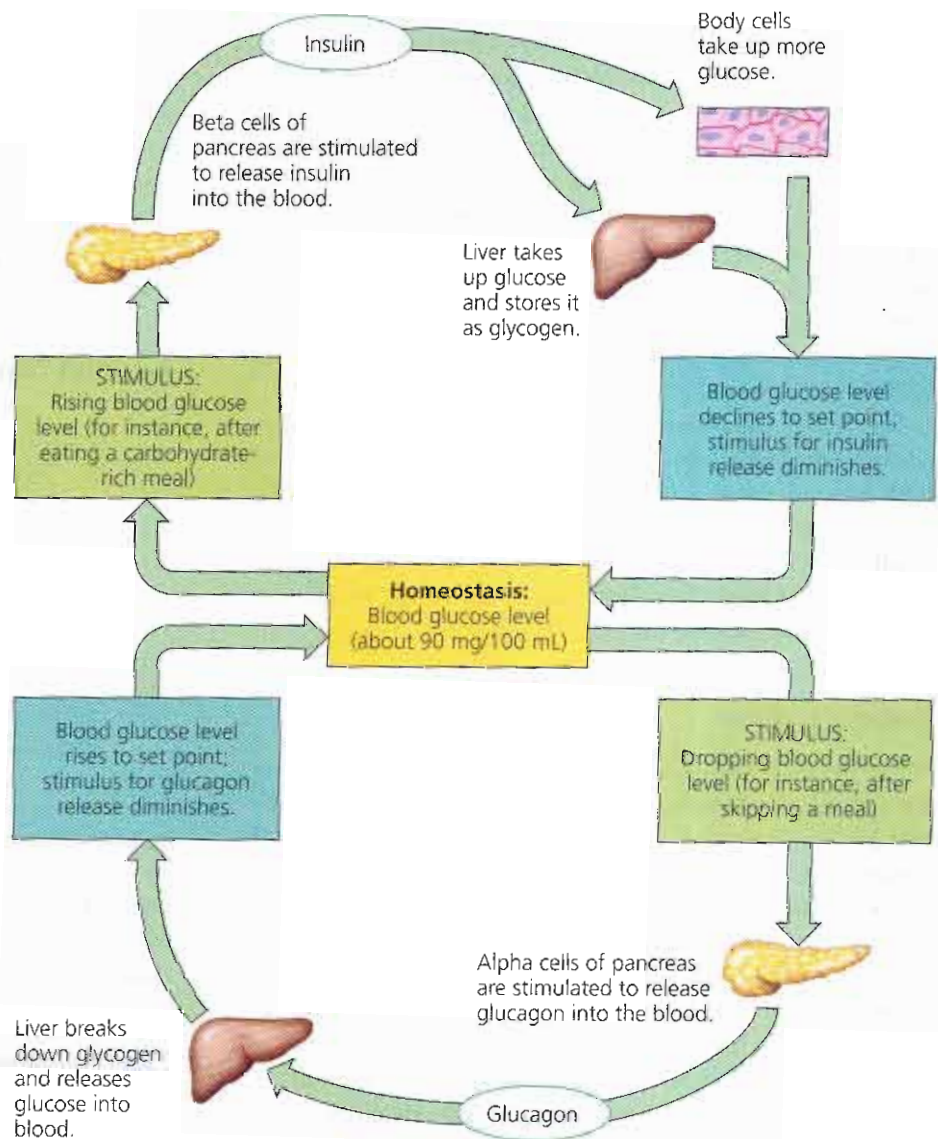 Insulin
Body cells
take up more
glucose.
Beta cells of
pancreas are stimulated
to release insulin
into the blood.
Liver takes
up glucose
and stores it
as glycogen.
STIMULUS:
Rising blood glucose
level (for instance, after
eating a carbohydrate-
rich meal)
Blood glucose level
declines to set point;
stimulus for insulin
release diminishes.
Homeostasis:
Blood glucose level
(about 90 mg/100 mL)
Blood glucose level
rises to set point;
stimulus for glucagon
release diminishes.
STIMULUS:
Dropping blood glucose
level (for instance, after
skipping a meal)
Alpha cells of pancreas
are stimulated to release
glucagon into the blood.
Liver breaks
down glycogen
and releases
glucose into
blood.
Glucagon